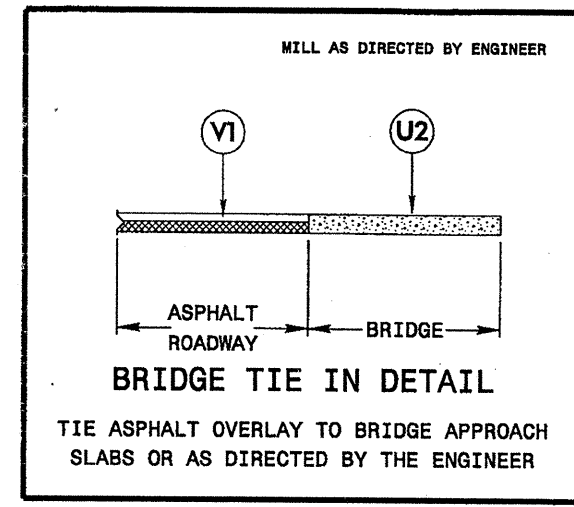 MILL AS DIRECTED BY ENGINEER
V1
U2
ASPHALT
ROADWAY
BRIDGE
BRIDGE TIE IN DETAIL
TIE ASPHALT OVERLAY TO BRIDGE APPROACH
SLABS OR AS DIRECTED BY THE ENGINEER